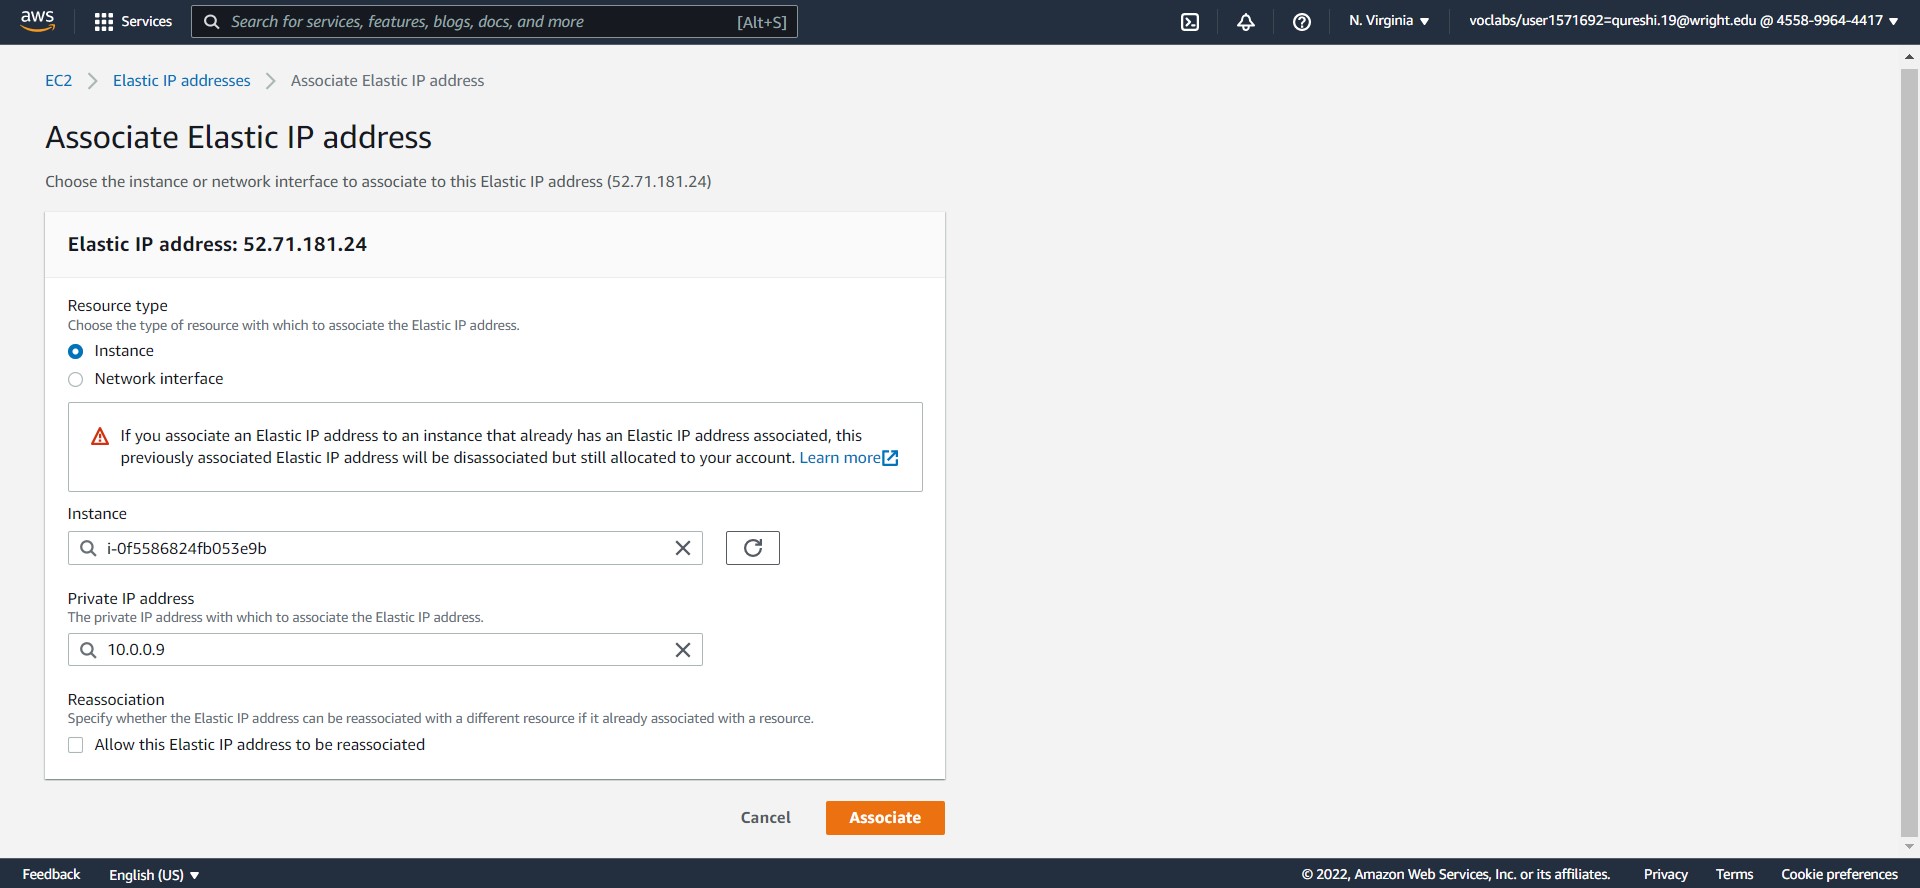 aws
Services
Search for services, features, blogs, docs, and more
[Alt+S]
N. Virginia
voclabs/user1571692=qureshi.19@wright.edu @ 4558-9964-4417
EC2
Elastic IP addresses
Associate Elastic IP address
Associate Elastic IP address
Choose the instance or network interface to associate to this Elastic IP address (52.71.181.24)
Elastic IP address: 52.71.181.24
Resource type
Choose the type of resource with which to associate the Elastic IP address.
Instance
Network interface
If you associate an Elastic IP address to an instance that already has an Elastic IP address associated, this
previously associated Elastic IP address will be disassociated but still allocated to your account. Learn more
Instance
i-0f5586824fb053e9b
Private IP address
The private IP address with which to associate the Elastic IP address.
10.0.0.9
Reassociation
Specify whether the Elastic IP address can be reassociated with a different resource if it already associated with a resource.
Allow this Elastic IP address to be reassociated
Cancel
Associate
Feedback
English (US)
© 2022, Amazon Web Services, Inc. or its affiliates.
Privacy
Terms
Cookie preferences